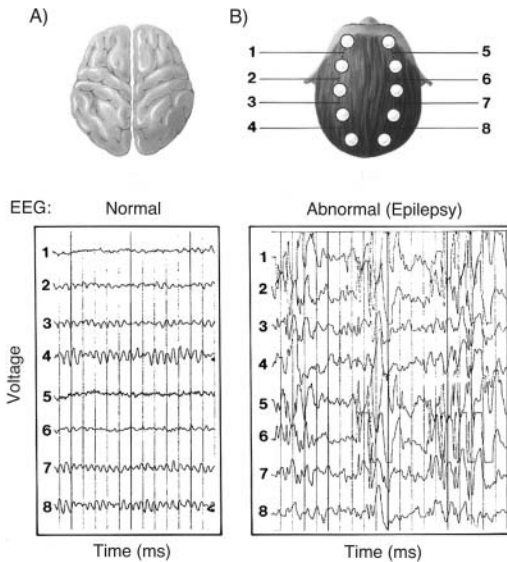 A)
B)
1 5
2 6
3 7
4 8
EEG: Normal Abnormal (Epilepsy)
Voltage
1 1
2 2
3 3
4 4
5 5
6 6
7 7
8 8
Time (ms) Time (ms)